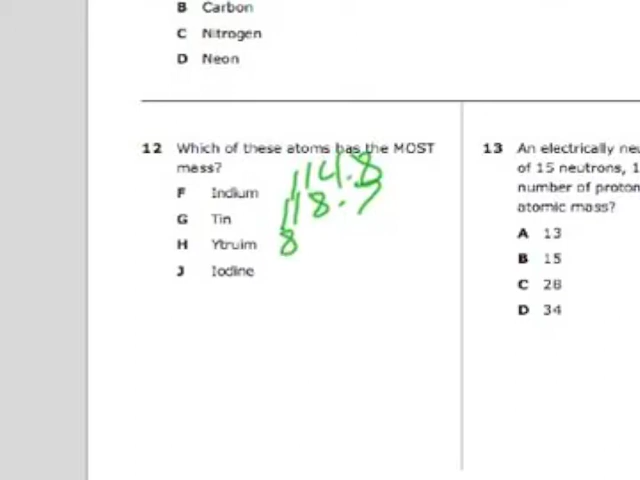 B Carbon
C Nitrogen
D Neon
12 Which of these atoms has the MOST
mass?
F Indium 114.8
G Tin 118.7
H Ytruim 8
J Iodine
13 An electrically neu
of 15 neutrons, 1
number of proton
atomic mass?
A 13
B 15
C 28
D 34